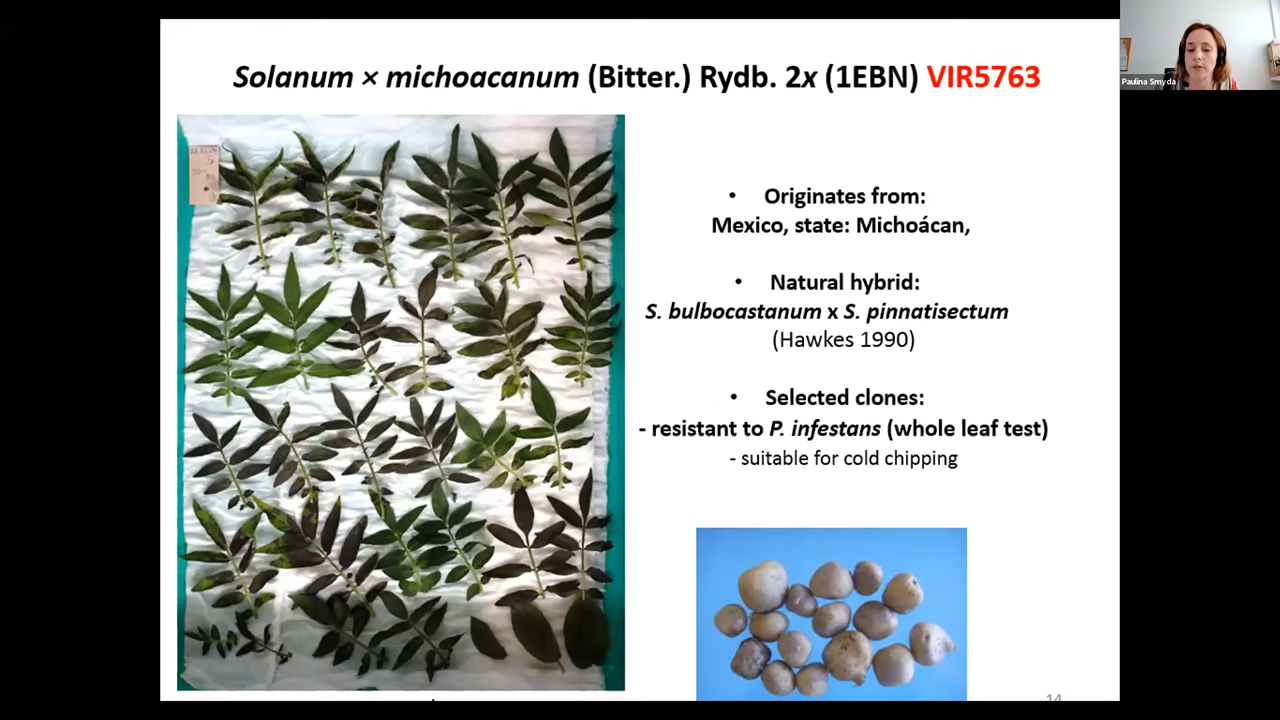 Solanum × michoacanum (Bitter.) Rydb. 2x (1EBN) VIR5763
Paulina Smyda
• Originates from:
Mexico, state: Michoácan,
• Natural hybrid:
S. bulbocastanum x S. pinnatisectum
(Hawkes 1990)
• Selected clones:
- resistant to P. infestans (whole leaf test)
- suitable for cold chipping
14